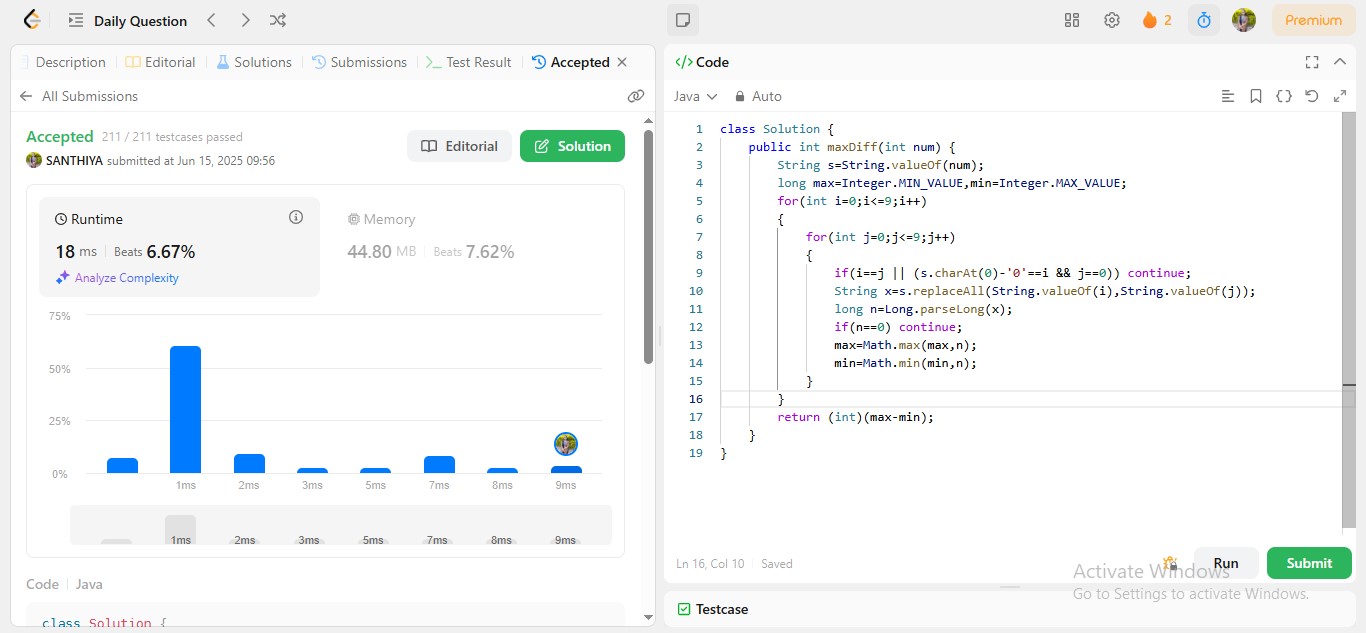 Daily Question
2
Premium
Description
Editorial
Solutions
Submissions
Test Result
Accepted
All Submissions
Accepted 211 / 211 testcases passed
SANTHIYA submitted at Jun 15, 2025 09:56
Editorial
Solution
Runtime
18 ms Beats 6.67%
Analyze Complexity
Memory
44.80 MB Beats 7.62%
75%
50%
25%
0%
1ms 2ms 3ms 5ms 7ms 8ms 9ms
1ms 2ms 3ms 5ms 7ms 8ms 9ms
Code Java
class Solution {
</> Code
Java Auto
1 class Solution {
2 public int maxDiff(int num) {
3 String s=String.valueOf(num);
4 long max=Integer.MIN_VALUE,min=Integer.MAX_VALUE;
5 for(int i=0;i<=9;i++)
6 {
7 for(int j=0;j<=9;j++)
8 {
9 if(i==j || (s.charAt(0)-'0'==i && j==0)) continue;
10 String x=s.replaceAll(String.valueOf(i),String.valueOf(j));
11 long n=Long.parseLong(x);
12 if(n==0) continue;
13 max=Math.max(max,n);
14 min=Math.min(min,n);
15 }
16 }
17 return (int)(max-min);
18 }
19 }
Ln 16, Col 10 Saved
Run
Submit
Activate Windows
Go to Settings to activate Windows.
Testcase